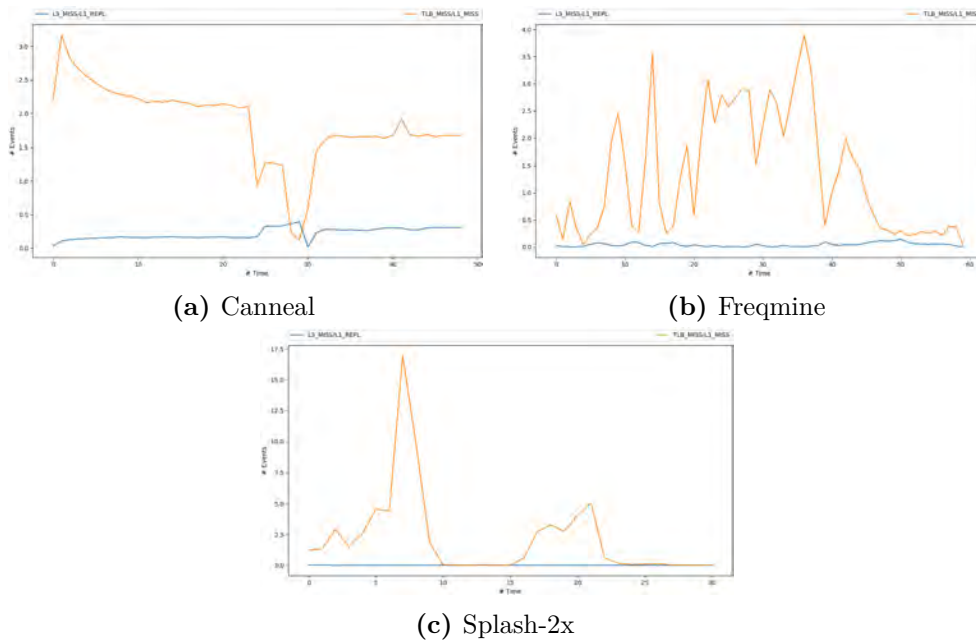 L3_MISS/L1_REPL TLB_MISS/L1_MISS L3_MISS/L1_REPL TLB_MISS/L1_MISS
3.0
2.5
2.0
1.5
1.0
0.5
0.0
# Events
0 10 20 30 40 50
# Time
4.0
3.5
3.0
2.5
2.0
1.5
1.0
0.5
0.0
# Events
0 10 20 30 40 50 60
# Time
(a) Canneal
(b) Freqmine
L3_MISS/L1_REPL TLB_MISS/L1_MISS
17.5
15.0
12.5
10.0
7.5
5.0
2.5
0.0
# Events
0 5 10 15 20 25 30
# Time
(c) Splash-2x